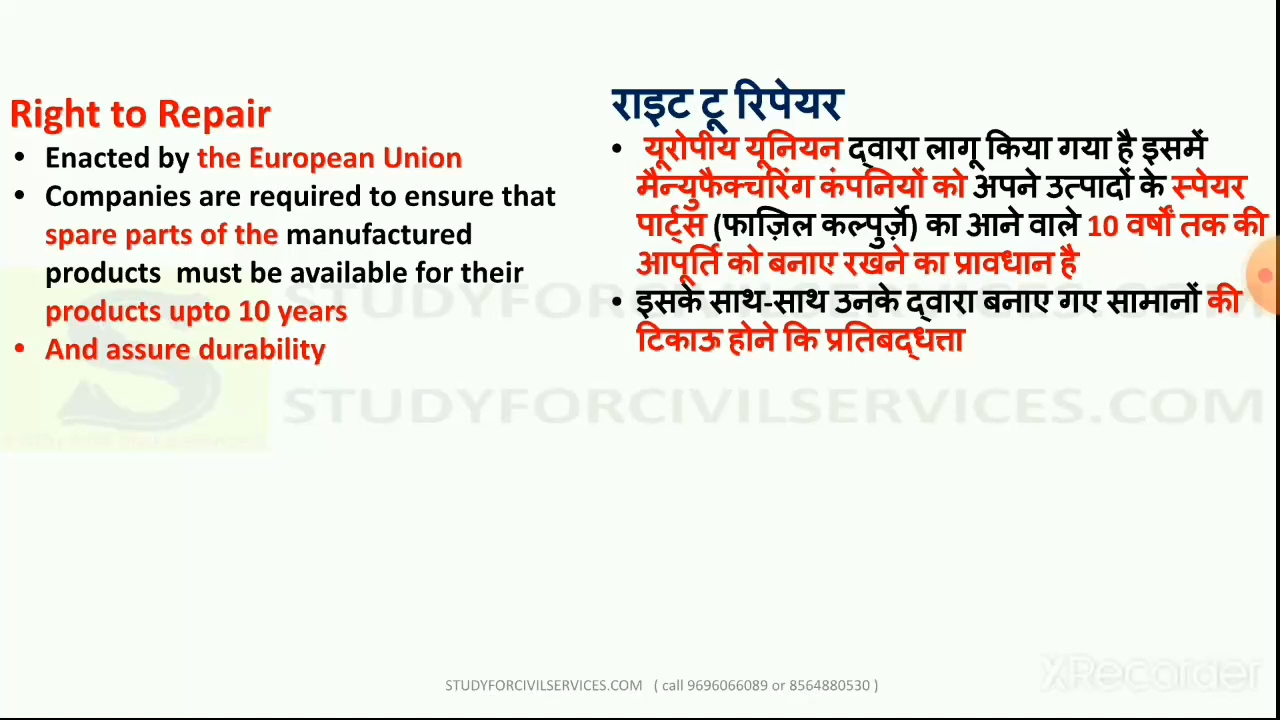 Right to Repair
• Enacted by the European Union
• Companies are required to ensure that
spare parts of the manufactured
products must be available for their
products upto 10 years
• And assure durability
राइट टू रिपेयर
• यूरोपीय यूनियन द्वारा लागू किया गया है इसमें
मैन्युफैक्चरिंग कंपनियों को अपने उत्पादों के स्पेयर
पार्ट्स (फाज़िल कल्पुर्ज़े) का आने वाले 10 वर्षों तक की
आपूर्ति को बनाए रखने का प्रावधान है
• इसके साथ-साथ उनके द्वारा बनाए गए सामानों की
टिकाऊ होने कि प्रतिबद्धत्ता
STUDYFORCIVILSERVICES.COM
STUDYFORCIVILSERVICES.COM
STUDYFORCIVILSERVICES.COM ( call 9696066089 or 8564880530 )
XRecorder